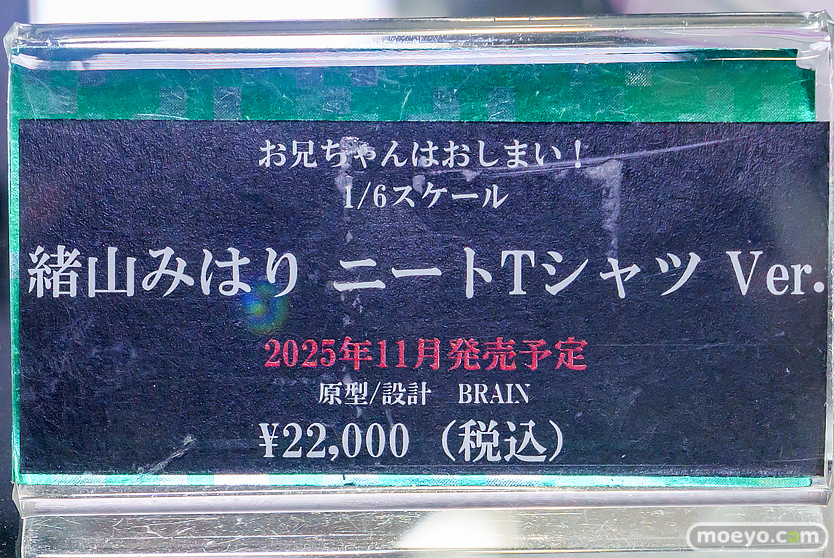 お兄ちゃんはおしまい！
1/6スケール
緒山みはり ニートTシャツ Ver.
2025年11月発売予定
原型/設計　BRAIN
¥22,000（税込）
moeyo.com